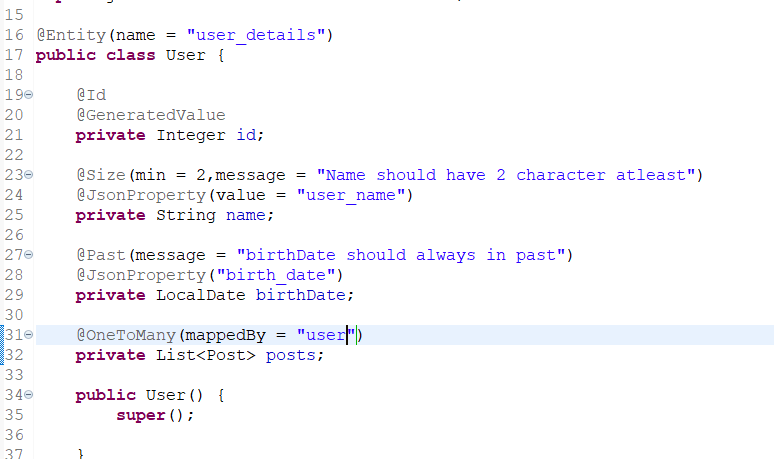 15
16 @Entity(name = "user_details")
17 public class User {
18
19 @Id
20 @GeneratedValue
21 private Integer id;
22
23 @Size(min = 2,message = "Name should have 2 character atleast")
24 @JsonProperty(value = "user_name")
25 private String name;
26
27 @Past(message = "birthDate should always in past")
28 @JsonProperty("birth_date")
29 private LocalDate birthDate;
30
31 @OneToMany(mappedBy = "user")
32 private List<Post> posts;
33
34 public User() {
35 super();
36
37 }